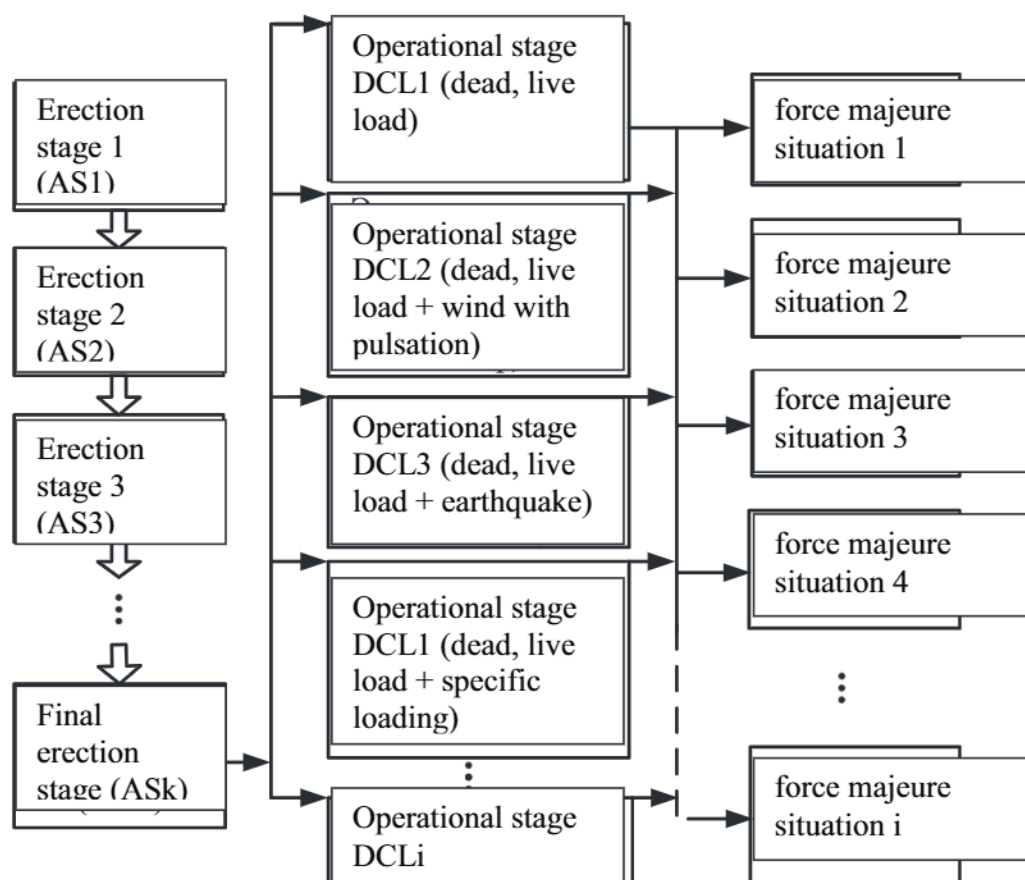 Erection
stage 1
(AS1)
Erection
stage 2
(AS2)
Erection
stage 3
(AS3)
Final
erection
stage (ASk)
Operational stage
DCL1 (dead, live
load)
Operational stage
DCL2 (dead, live
load + wind with
pulsation)
Operational stage
DCL3 (dead, live
load + earthquake)
Operational stage
DCL1 (dead, live
load + specific
loading)
Operational stage
DCLi
force majeure
situation 1
force majeure
situation 2
force majeure
situation 3
force majeure
situation 4
force majeure
situation i